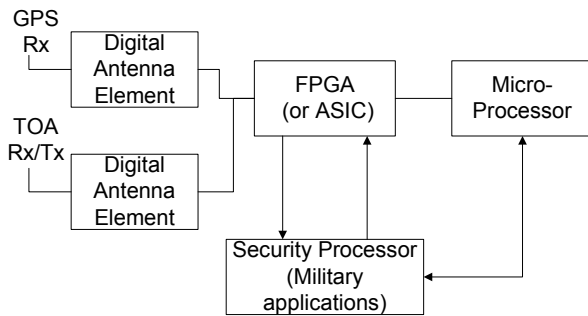 GPS
Rx
Digital
Antenna
Element
FPGA
(or ASIC)
Micro-
Processor
TOA
Rx/Tx
Digital
Antenna
Element
Security Processor
(Military
applications)